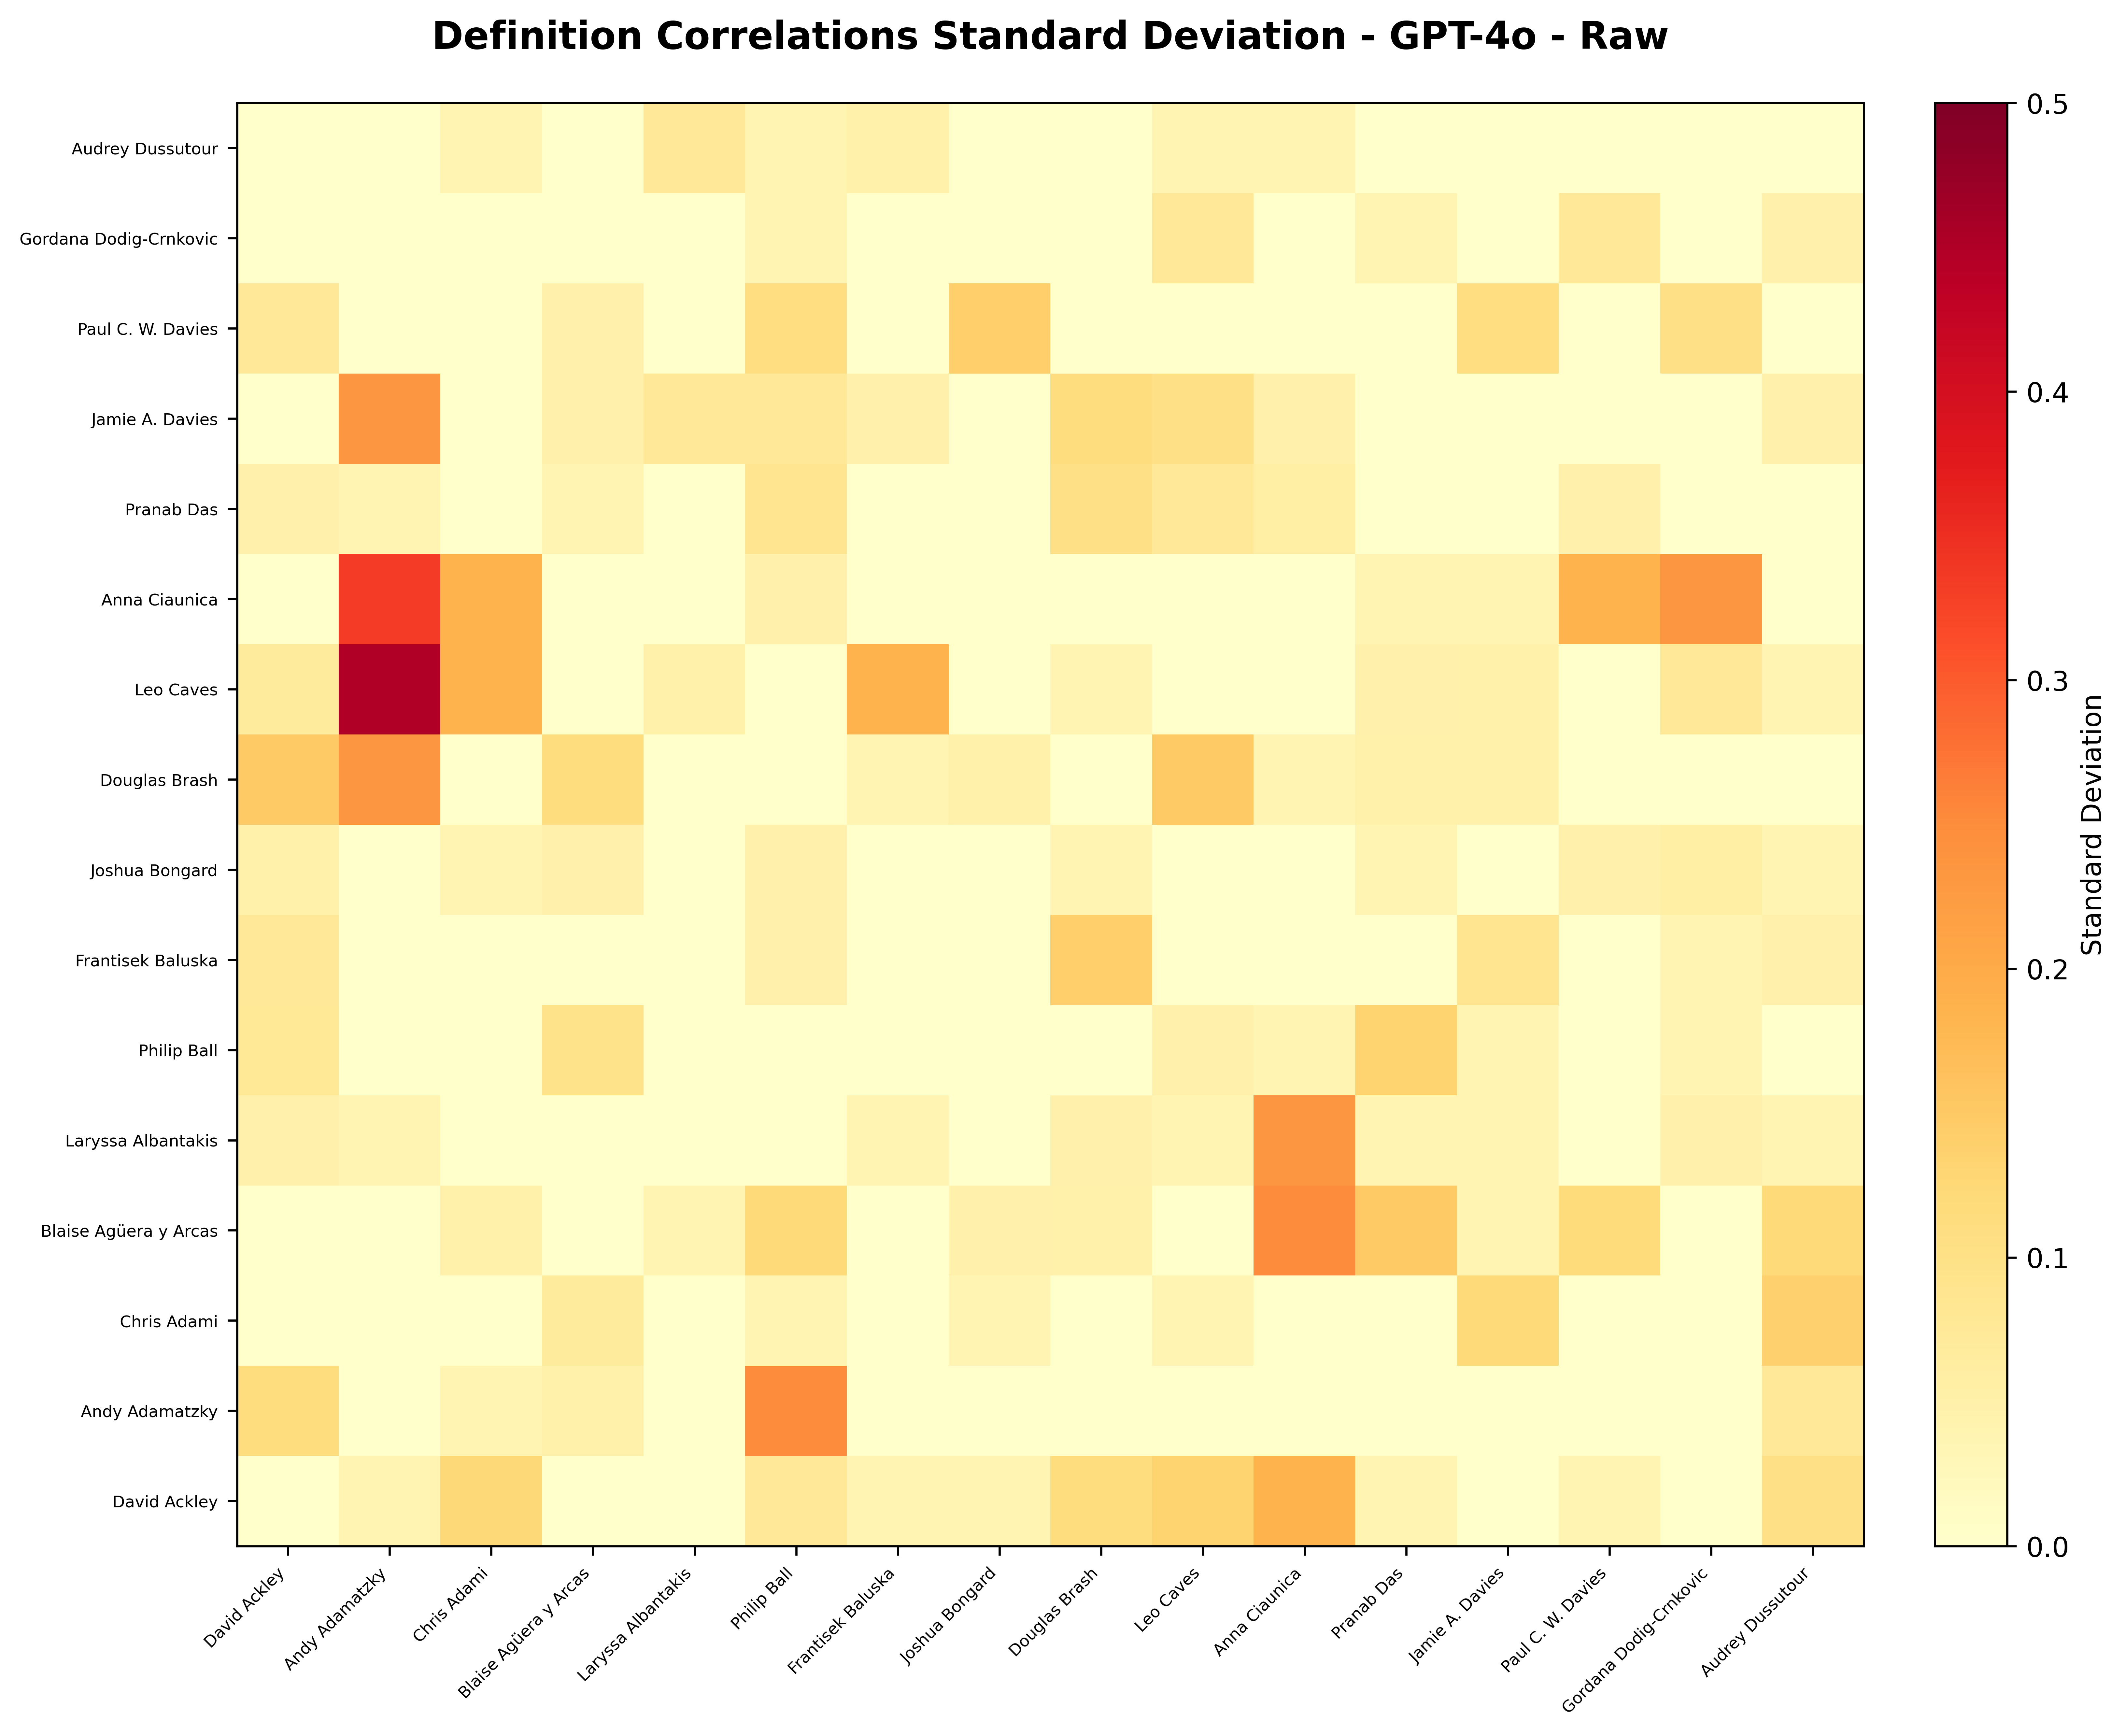 Definition Correlations Standard Deviation - GPT-4o - Raw
Audrey Dussutour
Gordana Dodig-Crnkovic
Paul C. W. Davies
Jamie A. Davies
Pranab Das
Anna Ciaunica
Leo Caves
Douglas Brash
Joshua Bongard
Frantisek Baluska
Philip Ball
Laryssa Albantakis
Blaise Agüera y Arcas
Chris Adami
Andy Adamatzky
David Ackley
David Ackley
Andy Adamatzky
Chris Adami
Blaise Agüera y Arcas
Laryssa Albantakis
Philip Ball
Frantisek Baluska
Joshua Bongard
Douglas Brash
Leo Caves
Anna Ciaunica
Pranab Das
Jamie A. Davies
Paul C. W. Davies
Gordana Dodig-Crnkovic
Audrey Dussutour
0.5
0.4
0.3
0.2
0.1
0.0
Standard Deviation